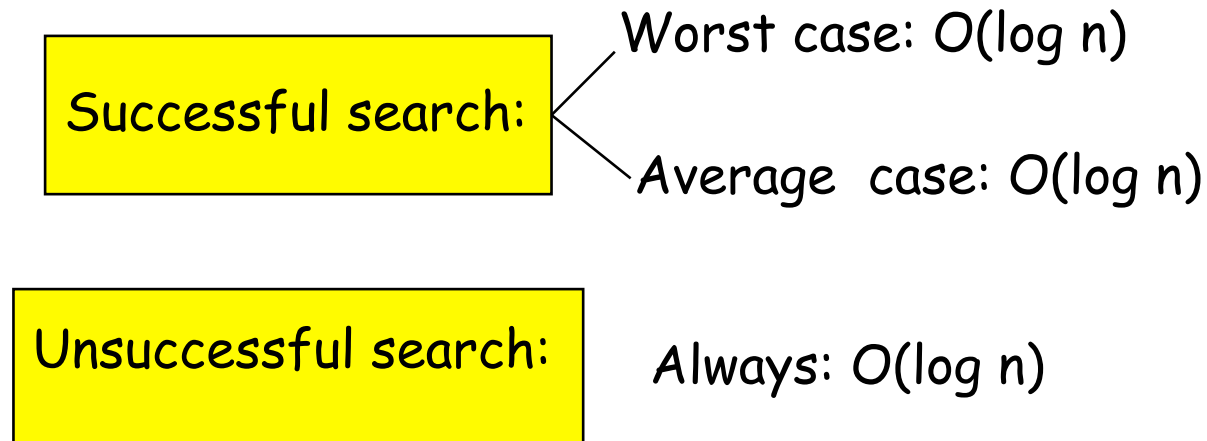 Worst case: O(log n)
Successful search:
Average case: O(log n)
Unsuccessful search:
Always: O(log n)